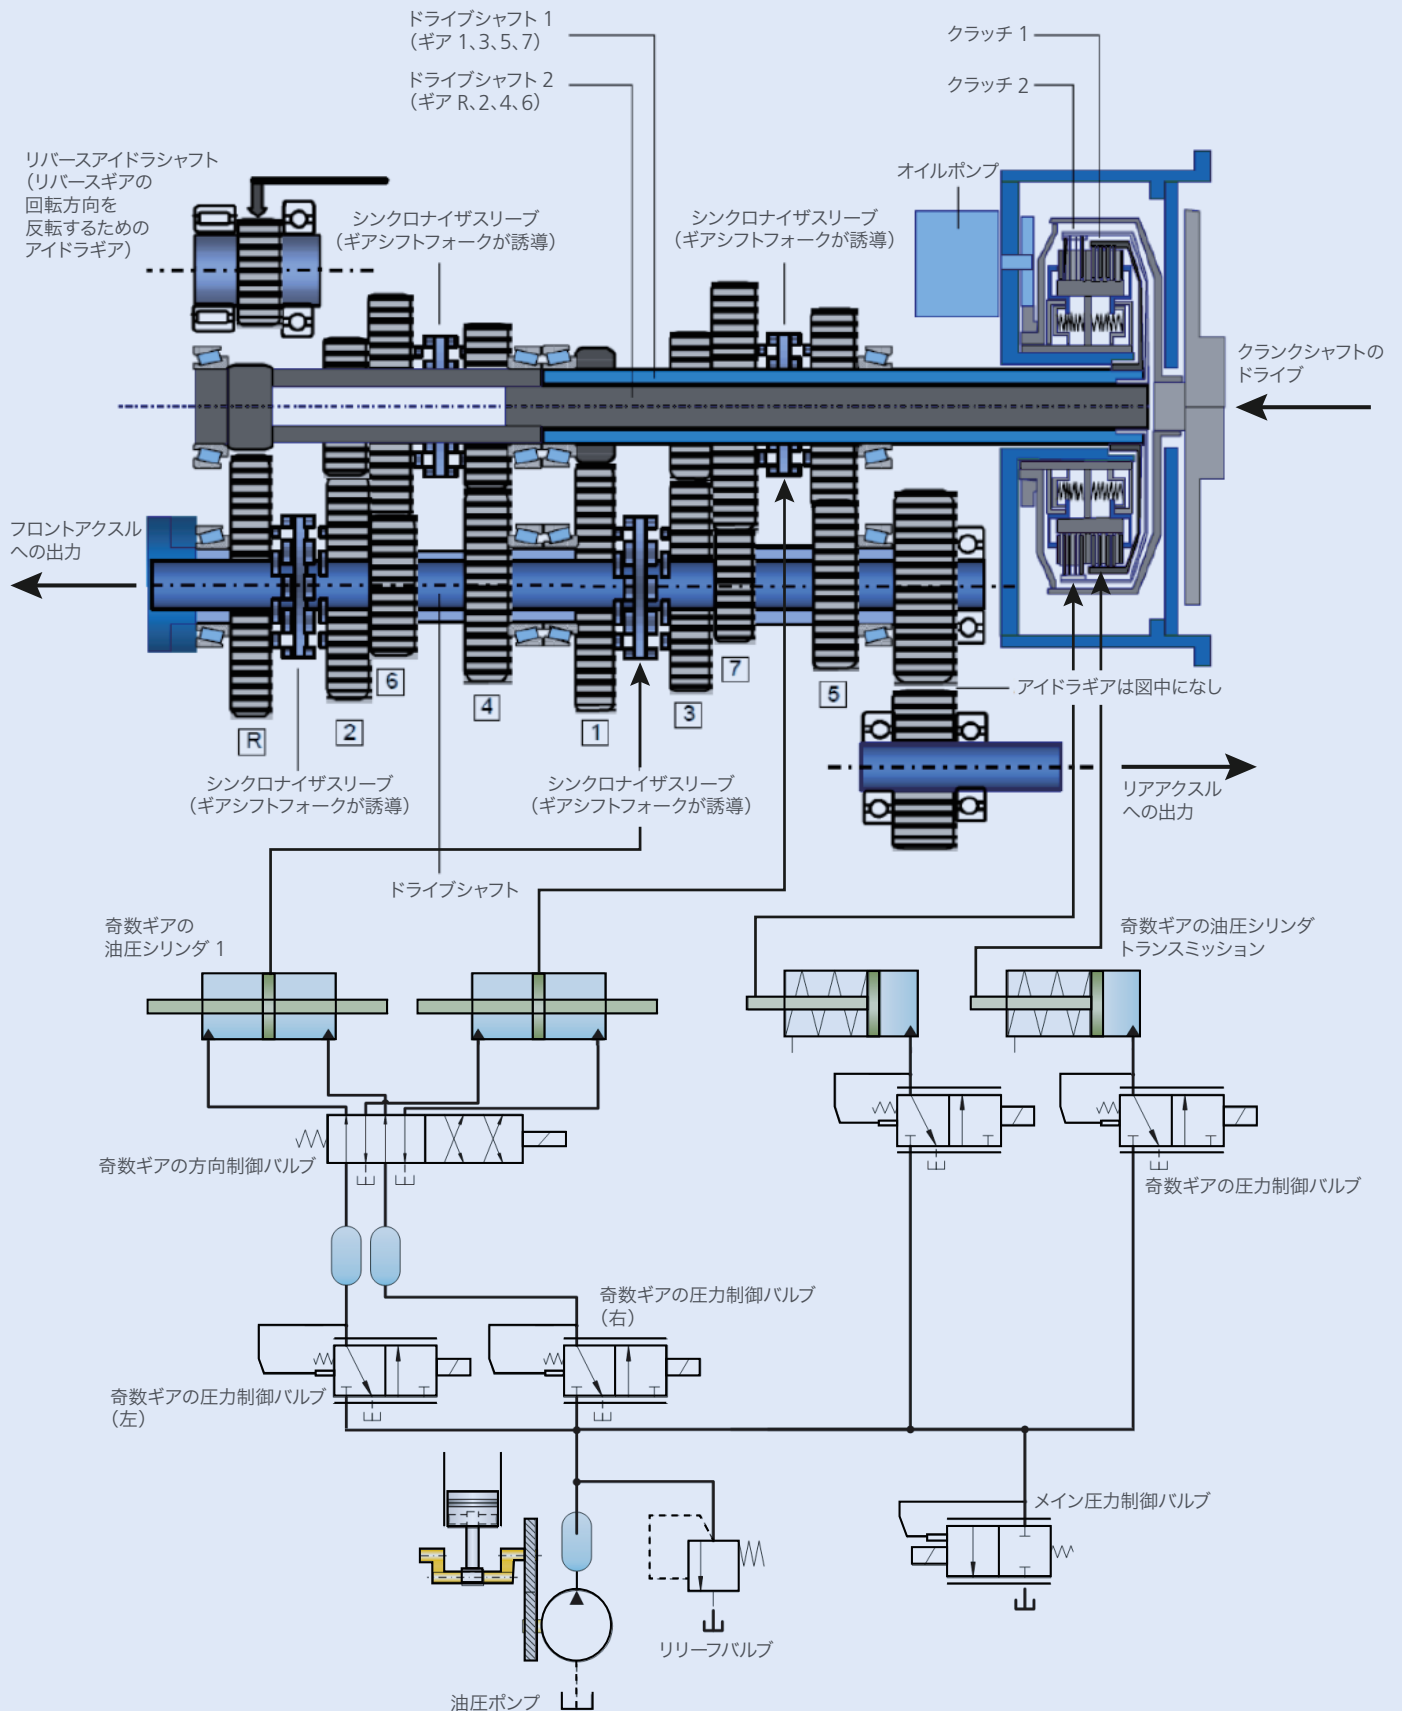 ドライブシャフト 1
（ギア 1、3、5、7）
クラッチ 1
ドライブシャフト 2
（ギア R、2、4、6）
クラッチ 2
リバースアイドラシャフト
（リバースギアの
回転方向を
反転するための
アイドラギア）
シンクロナイザスリーブ
（ギアシフトフォークが誘導）
シンクロナイザスリーブ
（ギアシフトフォークが誘導）
オイルポンプ
クランクシャフトの
ドライブ
フロントアクスル
への出力
R
2
6
4
1
3
7
5
アイドラギアは図中になし
シンクロナイザスリーブ
（ギアシフトフォークが誘導）
シンクロナイザスリーブ
（ギアシフトフォークが誘導）
リアアクスル
への出力
ドライブシャフト
奇数ギアの
油圧シリンダ 1
奇数ギアの油圧シリンダ
トランスミッション
奇数ギアの方向制御バルブ
奇数ギアの圧力制御バルブ
奇数ギアの圧力制御バルブ
（右）
奇数ギアの圧力制御バルブ
（左）
メイン圧力制御バルブ
リリーフバルブ
油圧ポンプ